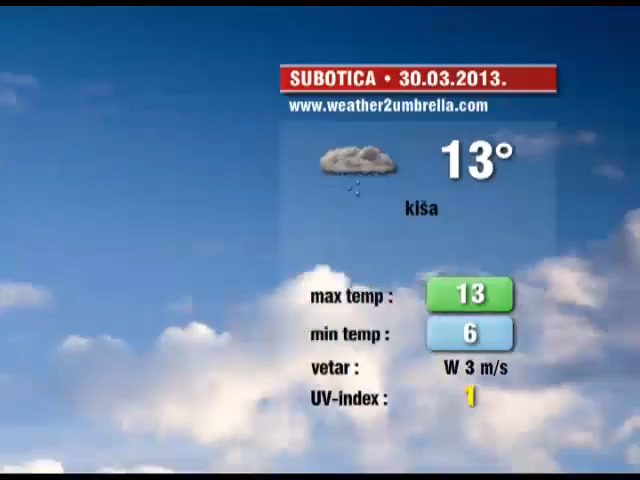 SUBOTICA • 30.03.2013.
www.weather2umbrella.com
13°
kiša
max temp : 13
min temp : 6
vetar : W 3 m/s
UV-index : 1